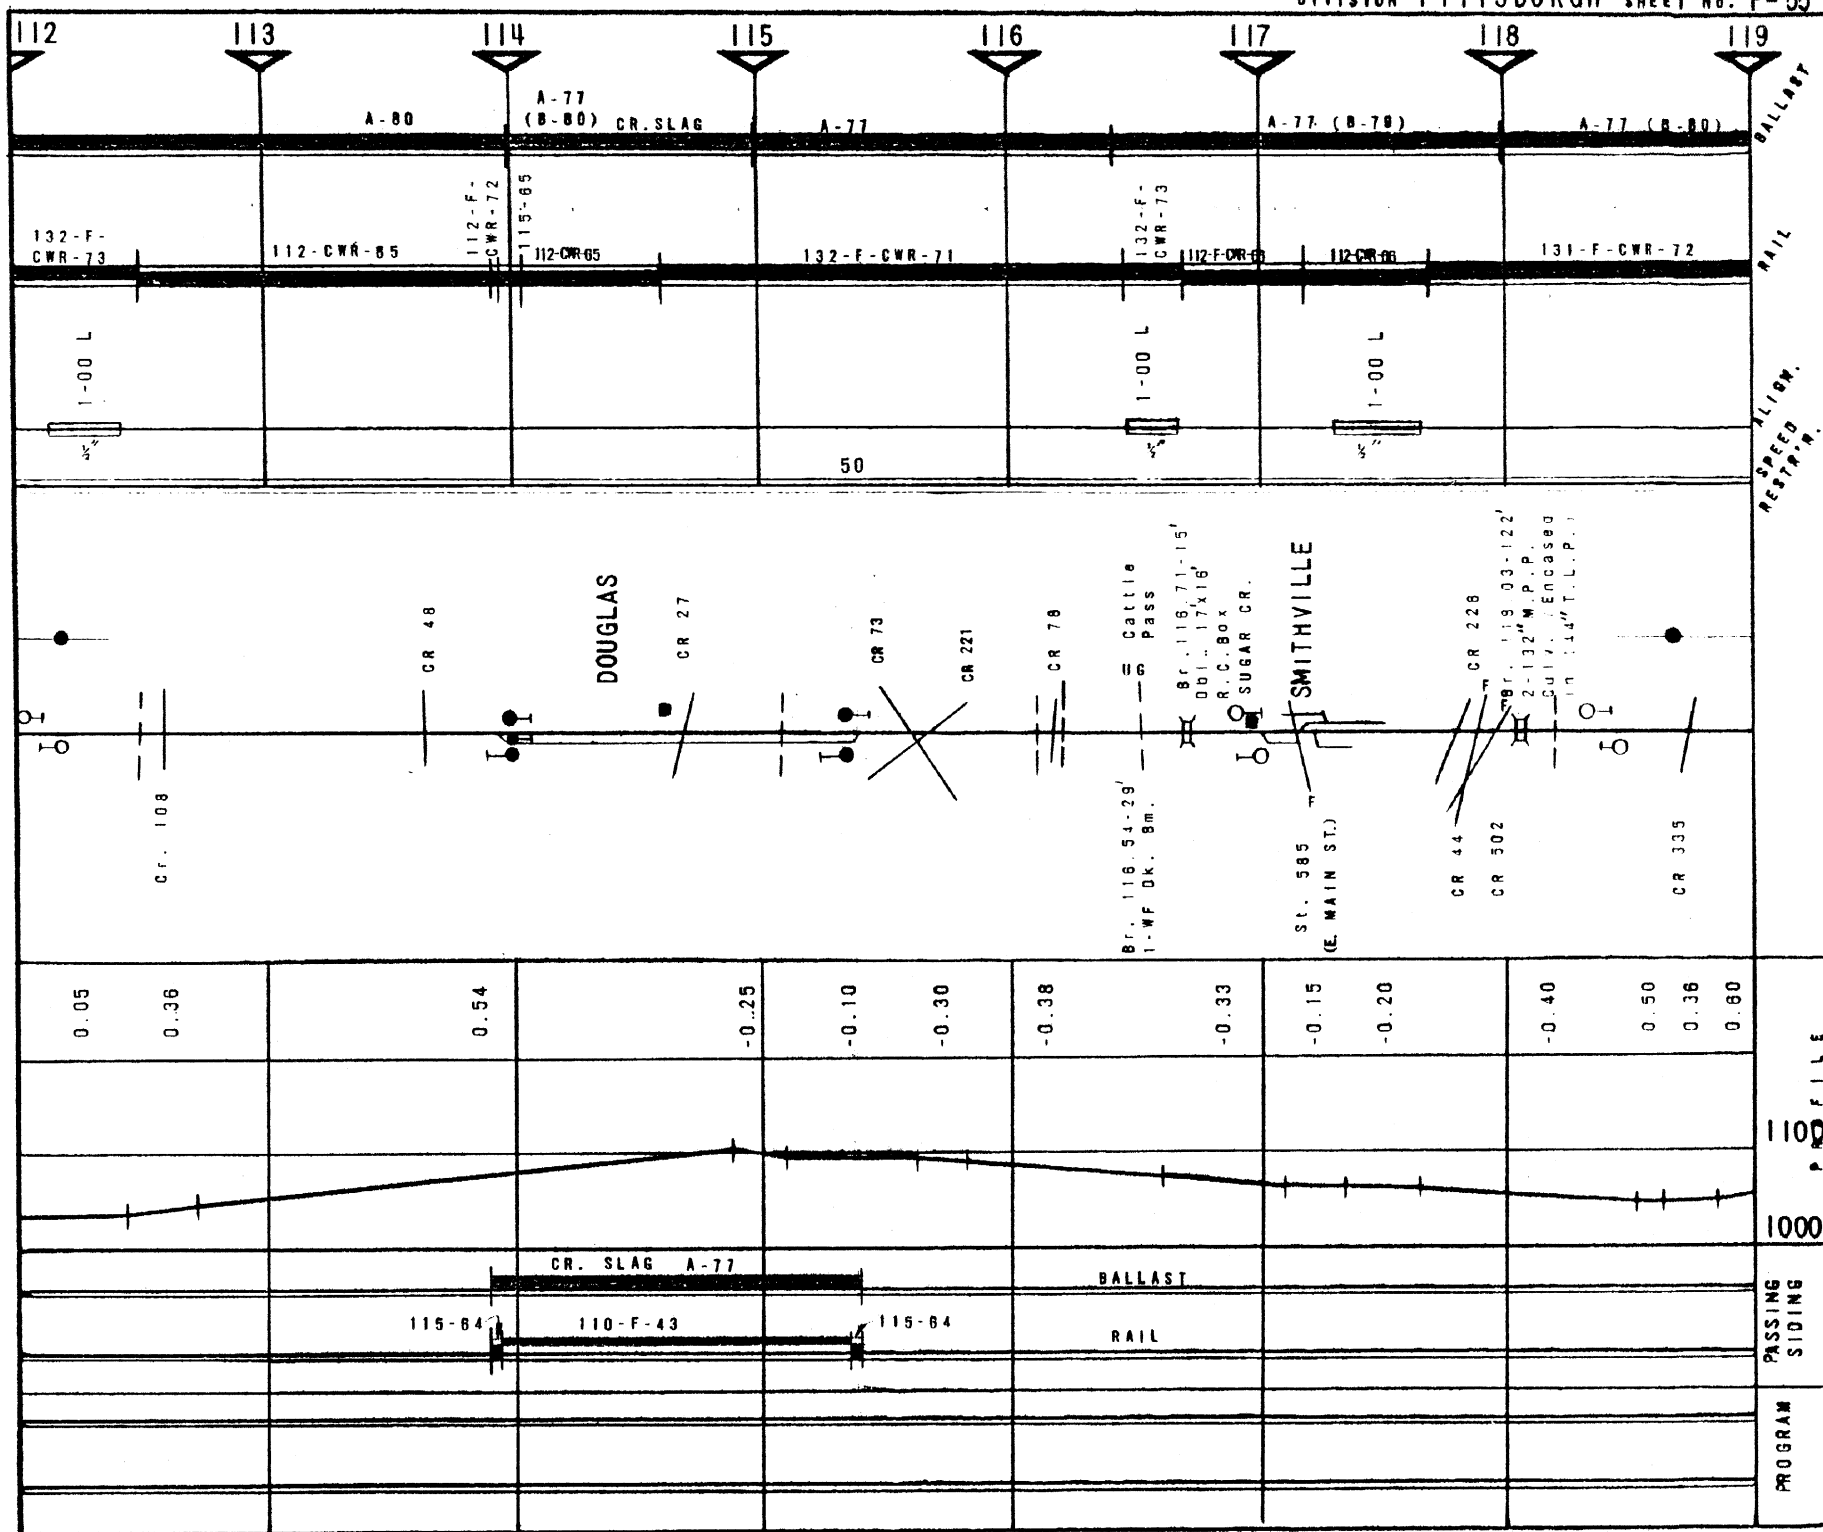 DIVISION PITTSBURGH SHEET NO. P-55
112 113 114 115 116 117 118 119
A-80
A-77
(B-80) CR. SLAG
A-77
A-77 (B-79)
A-77 (B-80)
BALLAST
132-F-
CWR-73
112-CWR-65
112-F-
CWR-72
115-65
112-CWR-65
132-F-CWR-71
132-F-
CWR-73
112-F-CWR-66
112-CWR-66
131-F-CWR-72
RAIL
1-00 L
½"
1-00 L
½"
1-00 L
½"
ALIGN.
50
SPEED
RESTR'N.
Cr. 108
CR 48
DOUGLAS
CR 27
CR 73
CR 221
CR 78
UG Cattle
Pass
Br. 116.54-29'
1-WF Dk. Bm.
Br. 116.71-15'
Dbl. 17'x16'
R.C. Box
SUGAR CR.
SMITHVILLE
F
St. 585
(E. MAIN ST.)
CR 228
F
F
CR 44
CR 502
Br. 118.03-122'
2-132" M.P.P.
Culv. Encased
in 144" T.L.P.
CR 335
0.05
0.36
0.54
-0.25
-0.10
-0.30
-0.38
-0.33
-0.15
-0.20
-0.40
0.50
0.36
0.60
PROFILE
1100
1000
CR. SLAG A-77
BALLAST
115-64
110-F-43
115-64
RAIL
PASSING
SIDING
PROGRAM